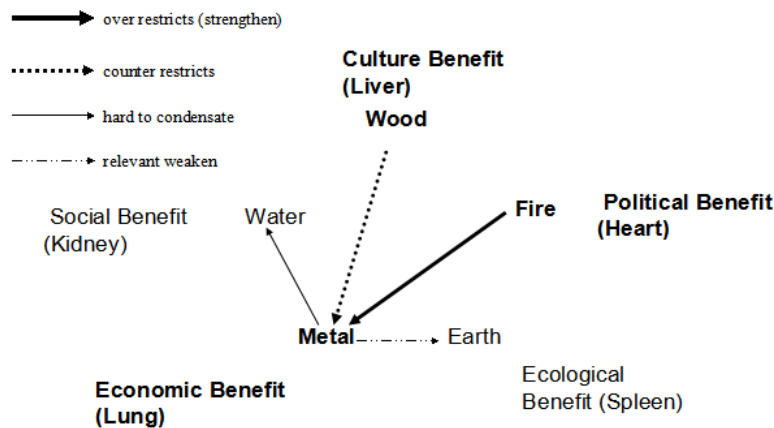 over restricts (strengthen)
counter restricts
hard to condensate
relevant weaken
Culture Benefit
(Liver)
Wood
Social Benefit
(Kidney)
Water
Fire
Political Benefit
(Heart)
Metal
Earth
Economic Benefit
(Lung)
Ecological
Benefit (Spleen)